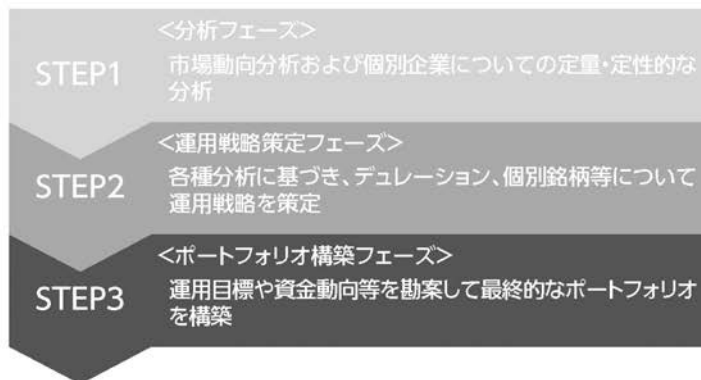 STEP1
<分析フェーズ>
市場動向分析および個別企業についての定量・定性的な
分析
STEP2
<運用戦略策定フェーズ>
各種分析に基づき、デュレーション、個別銘柄等について
運用戦略を策定
STEP3
<ポートフォリオ構築フェーズ>
運用目標や資金動向等を勘案して最終的なポートフォリオ
を構築